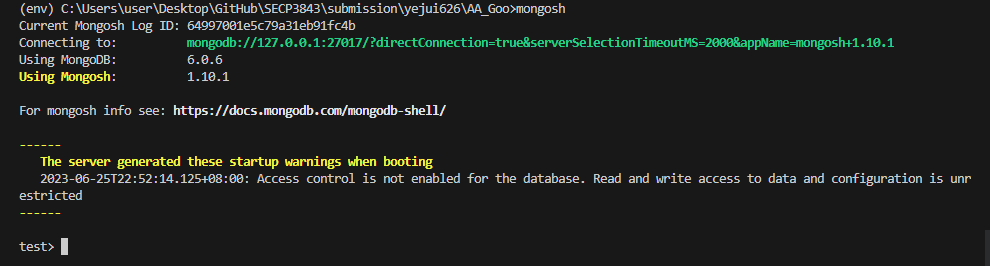 (env) C:\Users\user\Desktop\GitHub\SECP3843\submission\yejui626\AA_Goo>mongosh
Current Mongosh Log ID: 64997001e5c79a31eb91fc4b
Connecting to:          mongodb://127.0.0.1:27017/?directConnection=true&serverSelectionTimeoutMS=2000&appName=mongosh+1.10.1
Using MongoDB:          6.0.6
Using Mongosh:          1.10.1
For mongosh info see: https://docs.mongodb.com/mongodb-shell/
------
   The server generated these startup warnings when booting
   2023-06-25T22:52:14.125+08:00: Access control is not enabled for the database. Read and write access to data and configuration is unr
estricted
------
test>